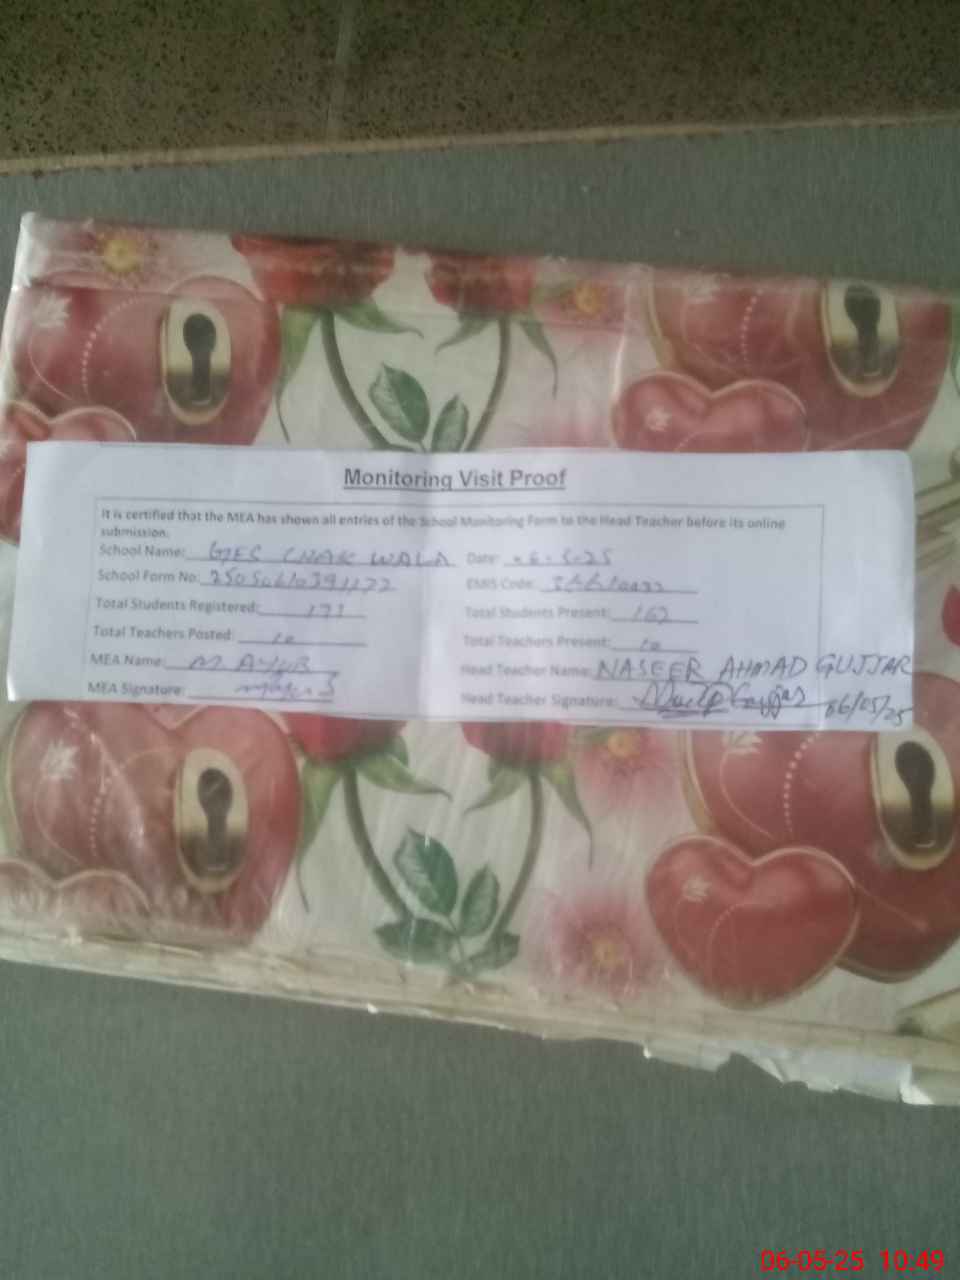 Monitoring Visit Proof
It is certified that the MEA has shown all entries of the School Monitoring Form to the Head Teacher before its online
submission.
School Name: GES CHAK WALA Date: 6.5.25
School Form No: EMIS Code:
Total Students Registered: Total Students Present: 167
Total Teachers Posted: 10 Total Teachers Present: 10
MEA Name: M AYUB Head Teacher Name: NASEER AHMAD GUJJAR
MEA Signature: Head Teacher Signature: 06/05/25
06-05-25 10:49